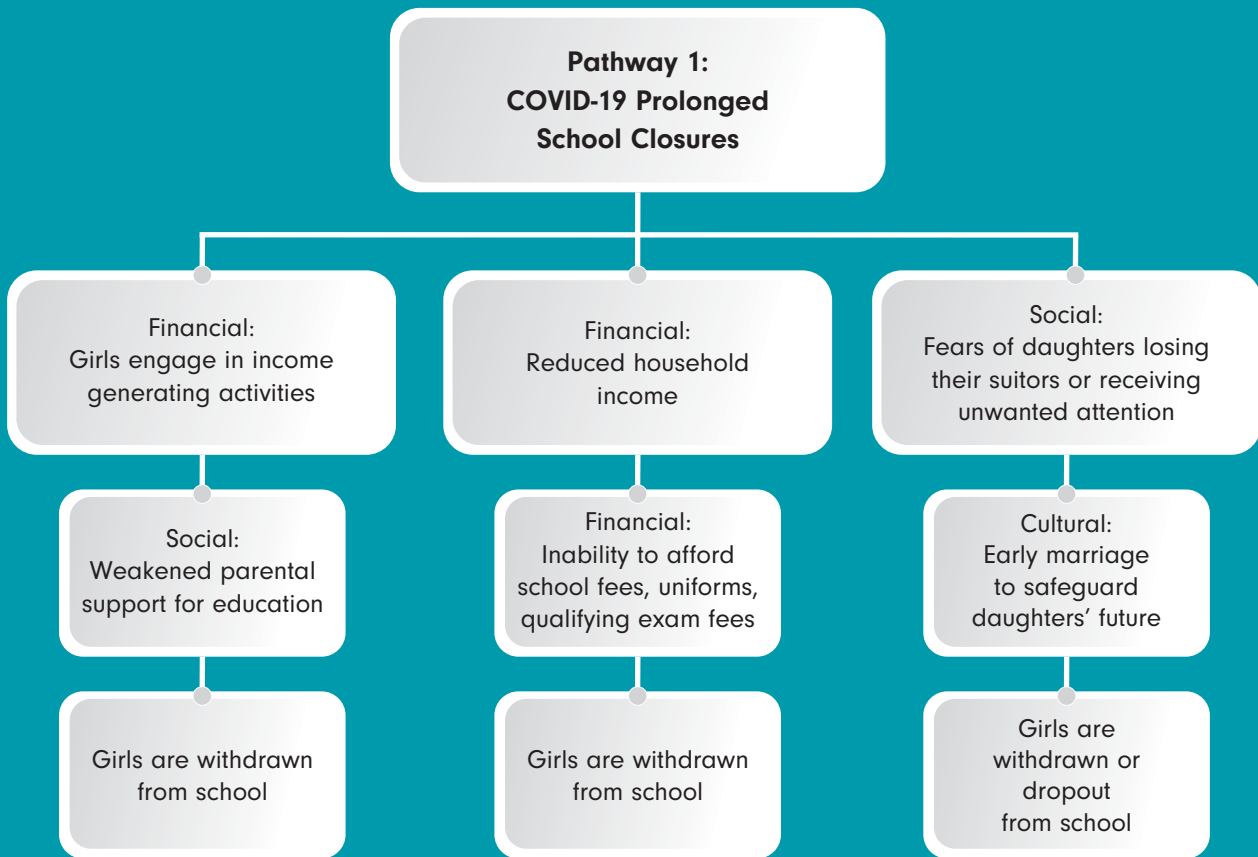 Pathway 1:
COVID-19 Prolonged
School Closures
Financial:
Girls engage in income
generating activities
Financial:
Reduced household
income
Social:
Fears of daughters losing
their suitors or receiving
unwanted attention
Social:
Weakened parental
support for education
Financial:
Inability to afford
school fees, uniforms,
qualifying exam fees
Cultural:
Early marriage
to safeguard
daughters’ future
Girls are withdrawn
from school
Girls are withdrawn
from school
Girls are
withdrawn or
dropout
from school